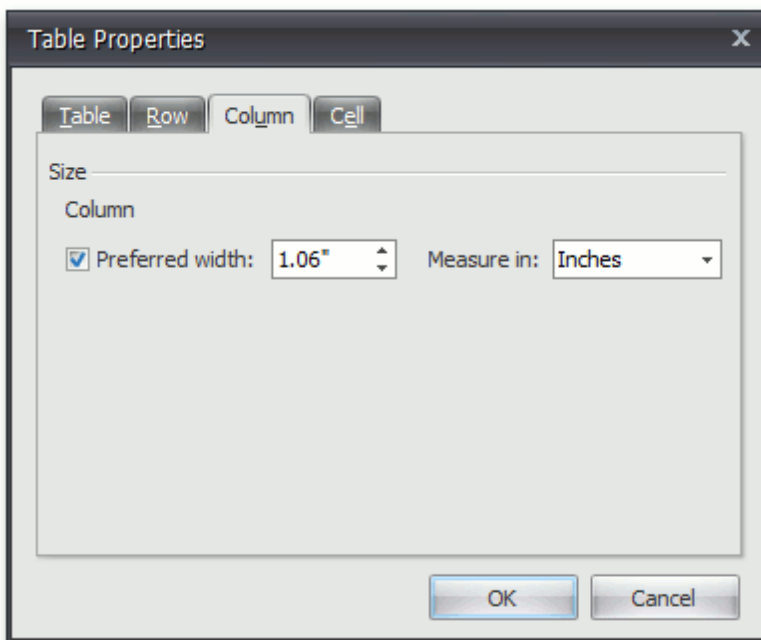 Table Properties x
Table Row Column Cell
Size
Column
Preferred width: 1.06" Measure in: Inches
OK Cancel